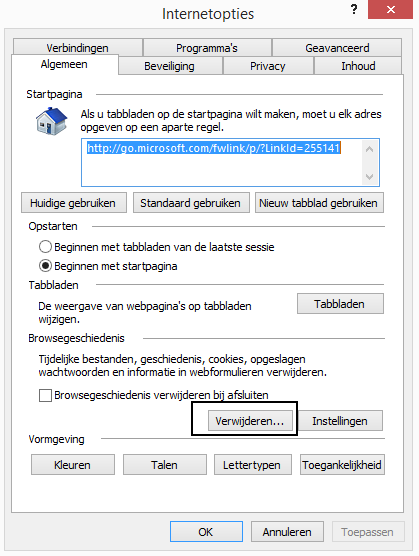 Internetopties
?
Verbindingen
Programma's
Geavanceerd
Algemeen
Beveiliging
Privacy
Inhoud
Startpagina
Als u tabbladen op de startpagina wilt maken, moet u elk adres
opgeven op een aparte regel.
http://go.microsoft.com/fwlink/p/?LinkId=255141
Huidige gebruiken
Standaard gebruiken
Nieuw tabblad gebruiken
Opstarten
Beginnen met tabbladen van de laatste sessie
Beginnen met startpagina
Tabbladen
De weergave van webpagina's op tabbladen
wijzigen.
Tabbladen
Browsegeschiedenis
Tijdelijke bestanden, geschiedenis, cookies, opgeslagen
wachtwoorden en informatie in webformulieren verwijderen.
Browsegeschiedenis verwijderen bij afsluiten
Verwijderen...
Instellingen
Vormgeving
Kleuren
Talen
Lettertypen
Toegankelijkheid
OK
Annuleren
Toepassen